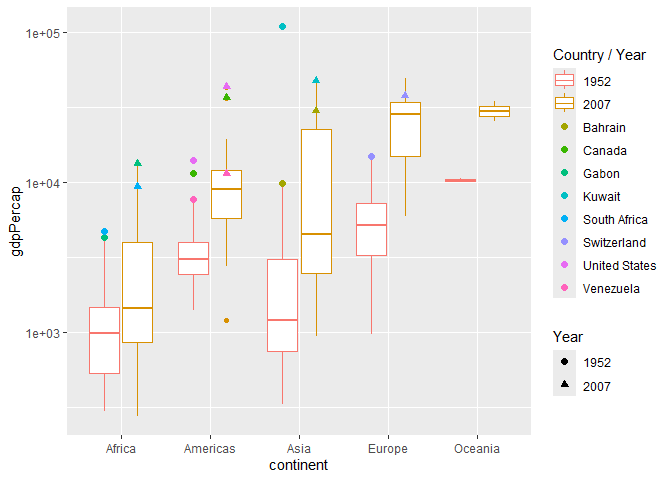 gdpPercap
1e+05
1e+04
1e+03
Africa
Americas
Asia
Europe
Oceania
continent
Country / Year
1952
2007
Bahrain
Canada
Gabon
Kuwait
South Africa
Switzerland
United States
Venezuela
Year
1952
2007